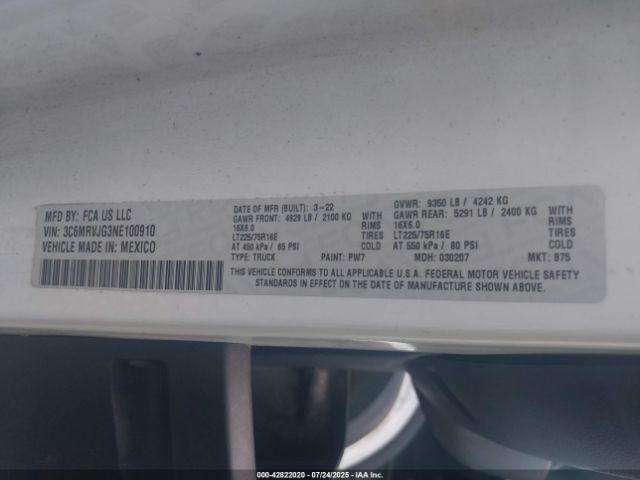 MFD BY: FCA US LLC
VIN: 3C6MRVJG3NE100910
VEHICLE MADE IN: MEXICO
DATE OF MFR (BUILT): 3-22
GAWR FRONT: 4629 LB / 2100 KG WITH
16X6.0 RIMS
LT225/75R16E TIRES
AT 450 kPa / 65 PSI COLD
TYPE: TRUCK PAINT: PW7
GVWR: 9350 LB / 4242 KG
GAWR REAR: 5291 LB / 2400 KG WITH
16X6.0 RIMS
LT225/75R16E TIRES
AT 550 kPa / 80 PSI COLD
MDH: 030207 MKT: 875
THIS VEHICLE CONFORMS TO ALL APPLICABLE U.S.A. FEDERAL MOTOR VEHICLE SAFETY
STANDARDS IN EFFECT ON THE DATE OF MANUFACTURE SHOWN ABOVE.
000-42822020 - 07/24/2025 - IAA Inc.